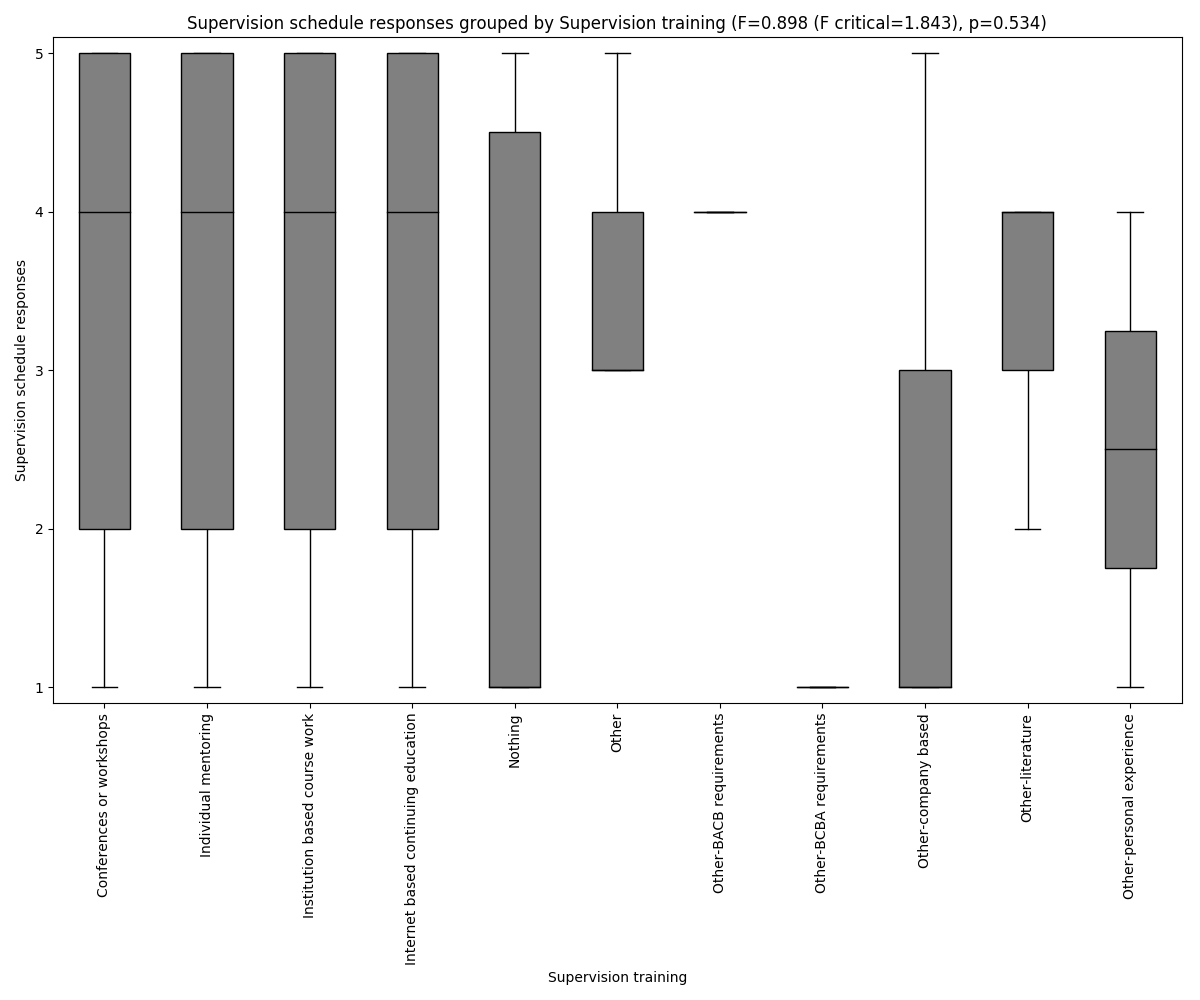 Supervision schedule responses grouped by Supervision training (F=0.898 (F critical=1.843), p=0.534)
Supervision schedule responses
5
4
3
2
1
Conferences or workshops
Individual mentoring
Institution based course work
Internet based continuing education
Nothing
Other
Other-BACB requirements
Other-BCBA requirements
Other-company based
Other-literature
Other-personal experience
Supervision training